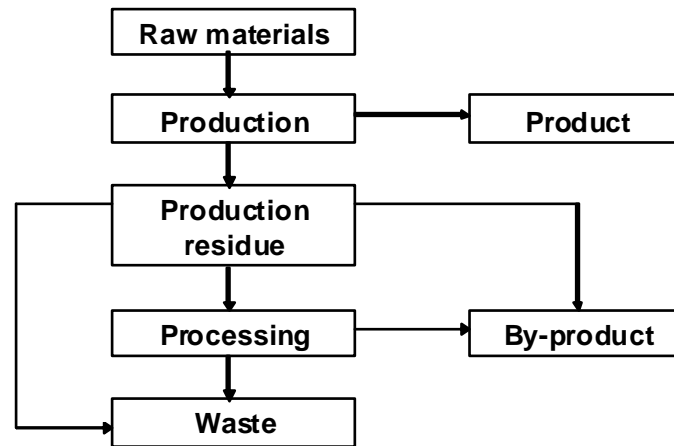 Raw materials
Production
Product
Production
residue
Processing
By-product
Waste